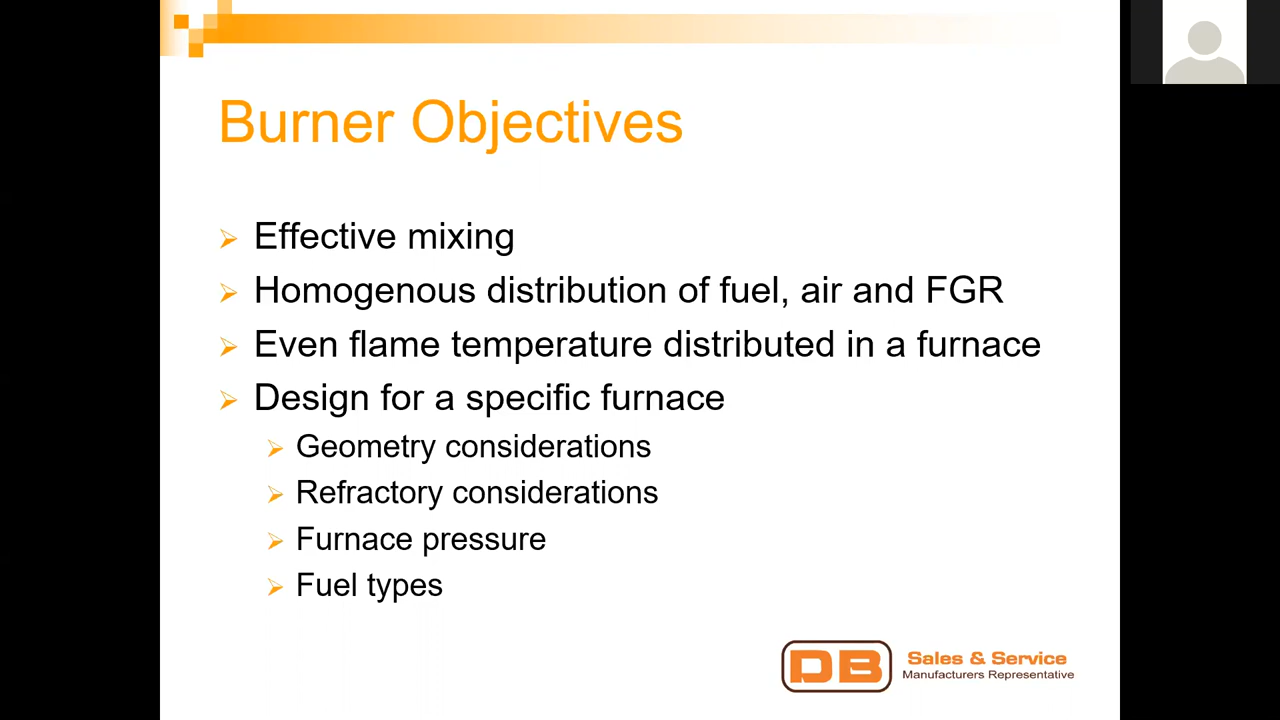 Burner Objectives
Effective mixing
Homogenous distribution of fuel, air and FGR
Even flame temperature distributed in a furnace
Design for a specific furnace
Geometry considerations
Refractory considerations
Furnace pressure
Fuel types
DB
Sales & Service
Manufacturers Representative